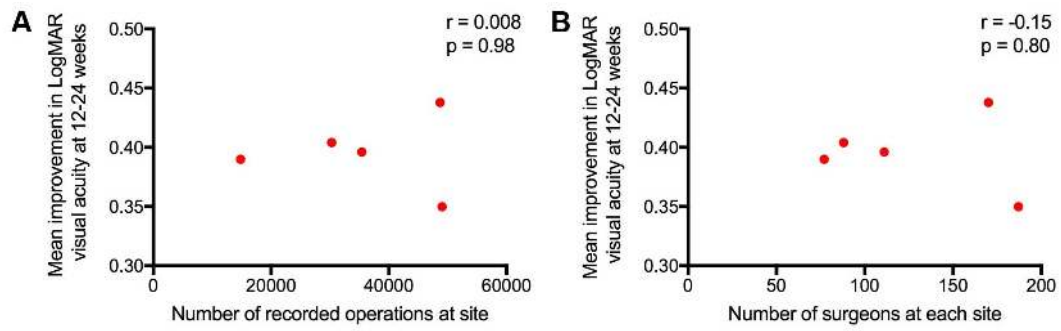 A
Mean improvement in LogMAR
visual acuity at 12-24 weeks
0.50
0.45
0.40
0.35
0.30
0
20000
40000
60000
Number of recorded operations at site
r = 0.008
p = 0.98
B
Mean improvement in LogMAR
visual acuity at 12-24 weeks
0.50
0.45
0.40
0.35
0.30
0
50
100
150
200
Number of surgeons at each site
r = -0.15
p = 0.80